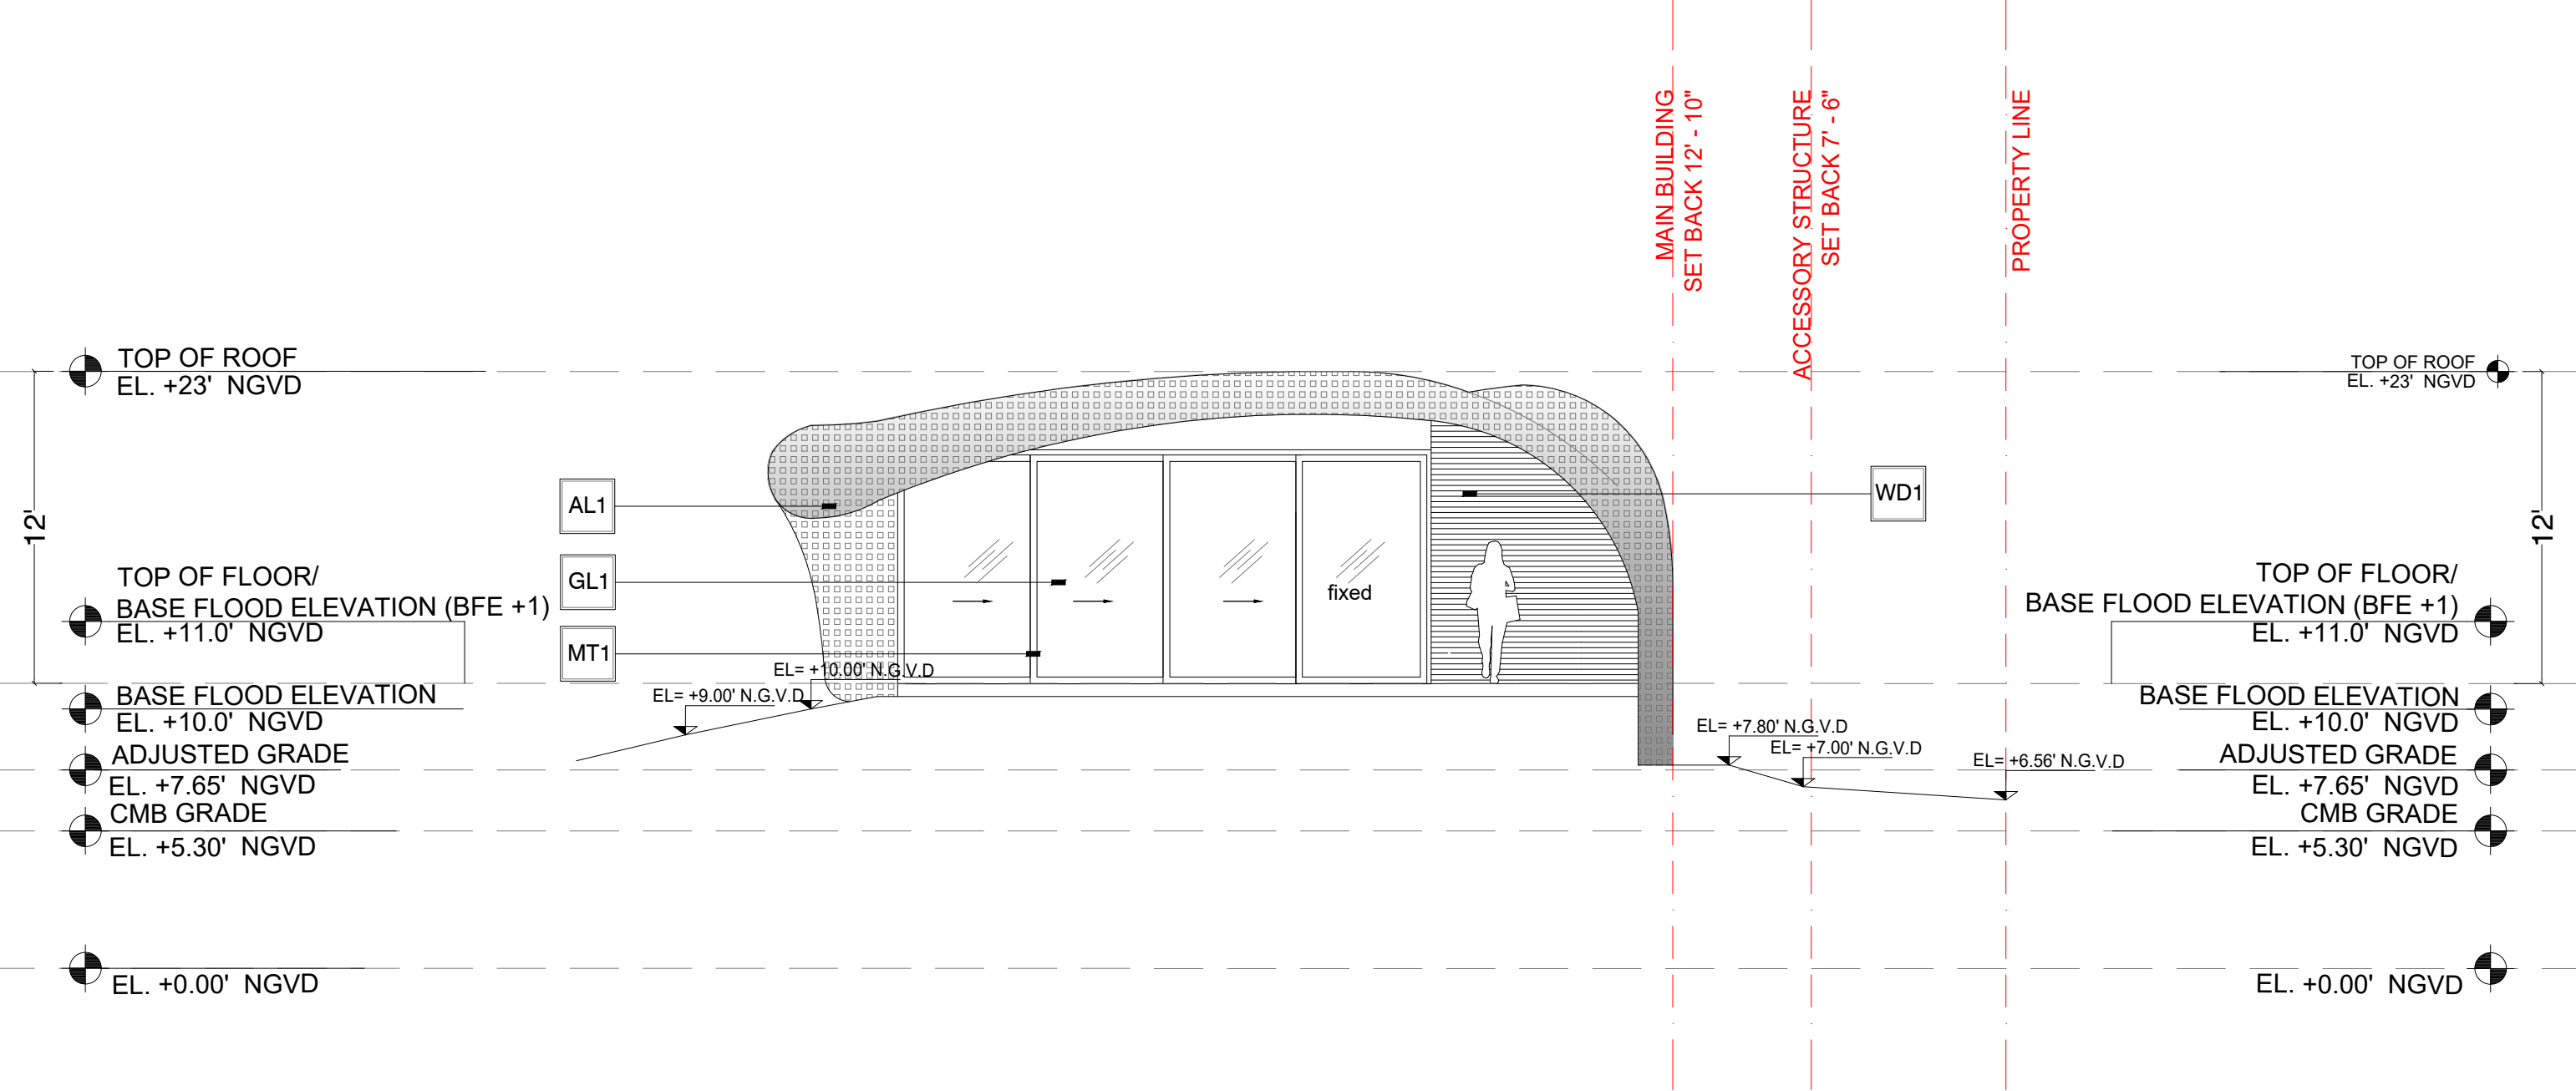 MAIN BUILDING
SET BACK 12' - 10"
ACCESSORY STRUCTURE
SET BACK 7' - 6"
PROPERTY LINE
TOP OF ROOF
EL. +23' NGVD
12'
TOP OF FLOOR/
BASE FLOOD ELEVATION (BFE +1)
EL. +11.0' NGVD
BASE FLOOD ELEVATION
EL. +10.0' NGVD
ADJUSTED GRADE
EL. +7.65' NGVD
CMB GRADE
EL. +5.30' NGVD
EL. +0.00' NGVD
AL1
GL1
MT1
EL= +9.00' N.G.V.D
EL= +10.00' N.G.V.D
fixed
WD1
EL= +7.80' N.G.V.D
EL= +7.00' N.G.V.D
EL= +6.56' N.G.V.D
TOP OF ROOF
EL. +23' NGVD
12'
TOP OF FLOOR/
BASE FLOOD ELEVATION (BFE +1)
EL. +11.0' NGVD
BASE FLOOD ELEVATION
EL. +10.0' NGVD
ADJUSTED GRADE
EL. +7.65' NGVD
CMB GRADE
EL. +5.30' NGVD
EL. +0.00' NGVD